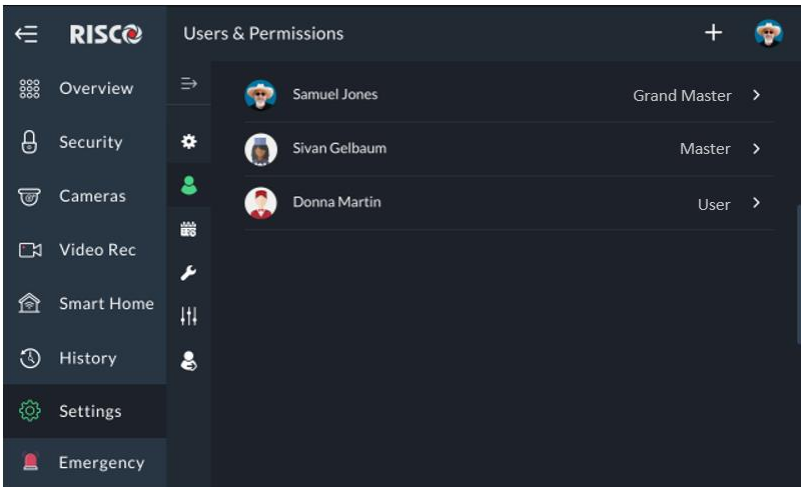 RISCO
Users & Permissions
+
Overview
Security
Cameras
Video Rec
Smart Home
History
Settings
Emergency
Samuel Jones Grand Master
Sivan Gelbaum Master
Donna Martin User